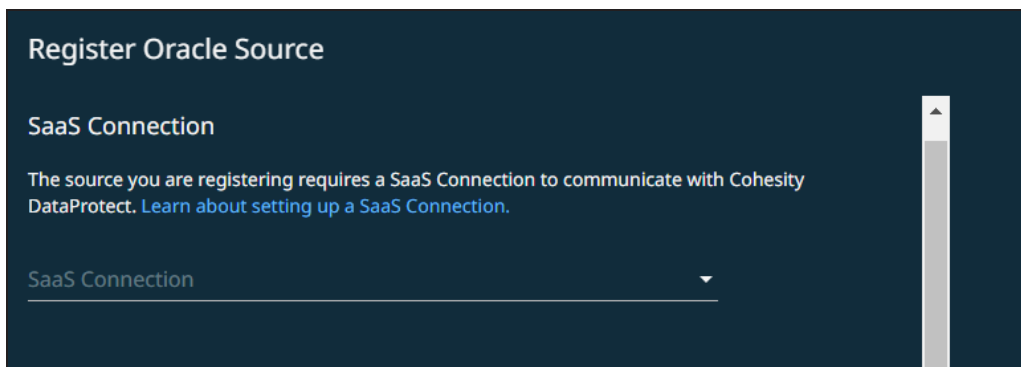 Register Oracle Source
SaaS Connection
The source you are registering requires a SaaS Connection to communicate with Cohesity
DataProtect. Learn about setting up a SaaS Connection.
SaaS Connection